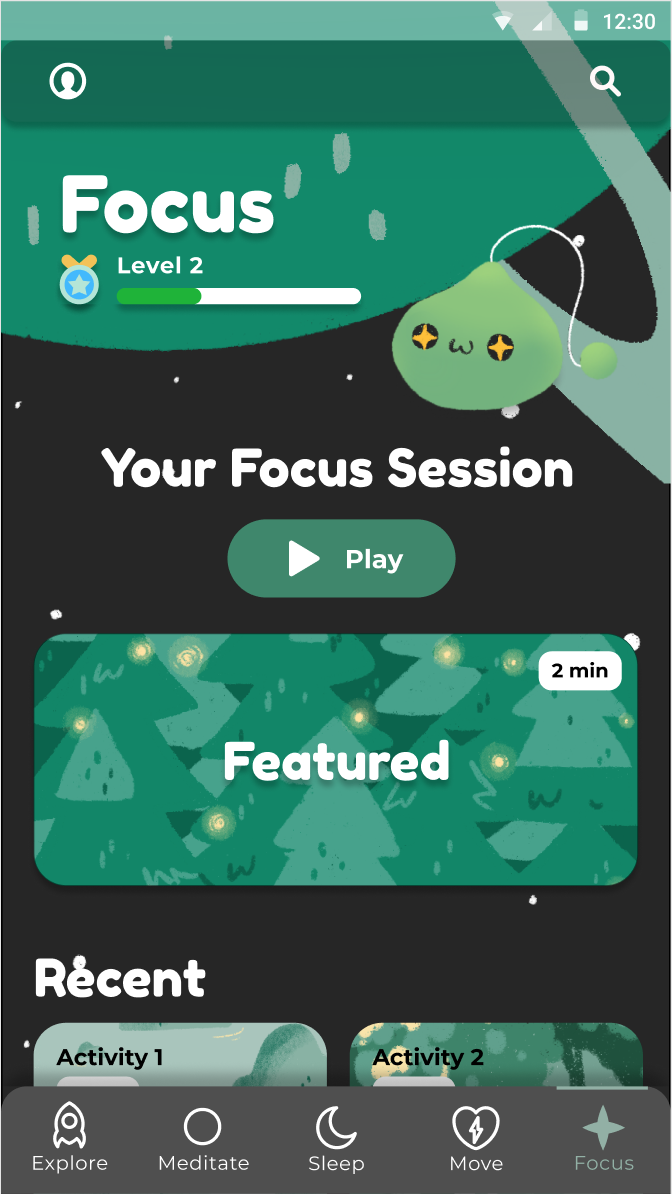 12:30
Focus
Level 2
Your Focus Session
Play
2 min
Featured
Recent
Activity 1
Activity 2
Explore
Meditate
Sleep
Move
Focus